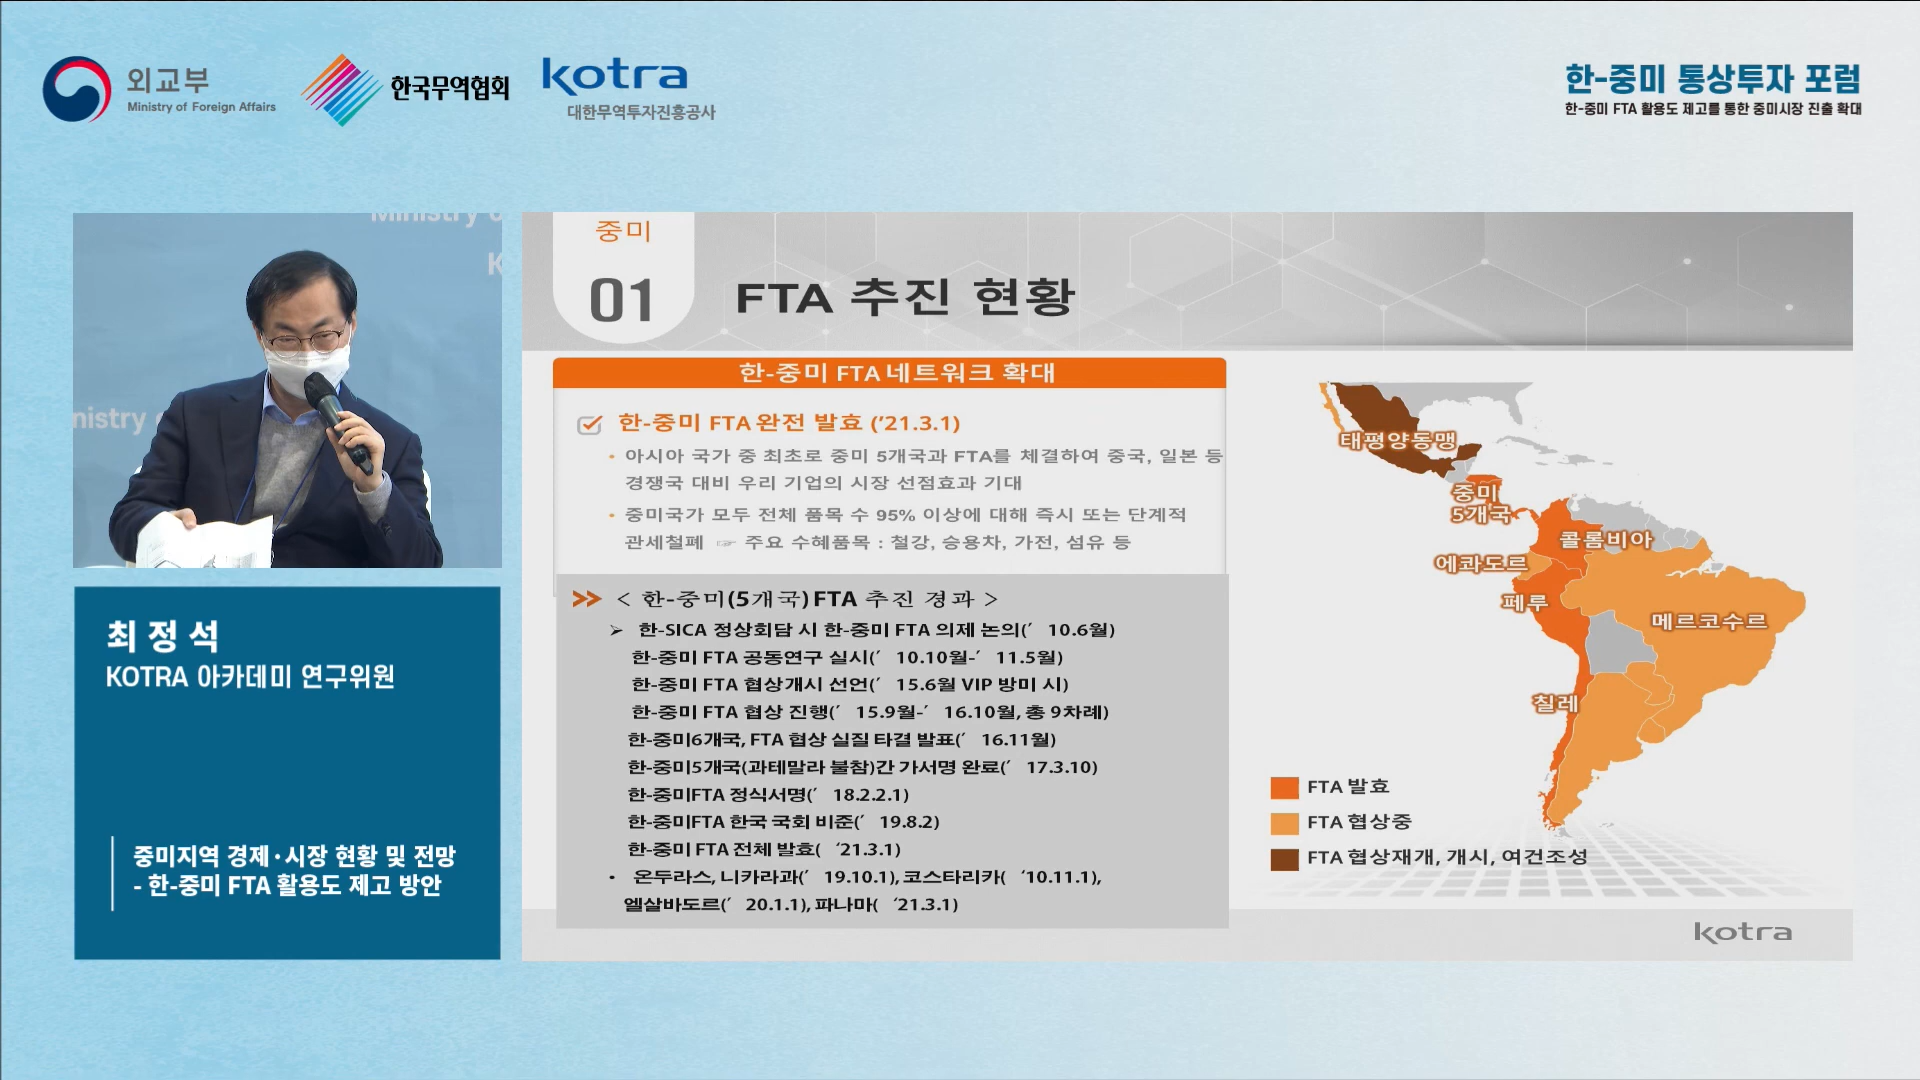 외교부
Ministry of Foreign Affairs
한국무역협회
kotra
대한무역투자진흥공사
한-중미 통상투자 포럼
한-중미 FTA 활용도 제고를 통한 중미시장 진출 확대
Ministry o
K
nistry
최정석
KOTRA 아카데미 연구위원
중미지역 경제·시장 현황 및 전망
- 한-중미 FTA 활용도 제고 방안
중미
01
FTA 추진 현황
한-중미 FTA 네트워크 확대
한-중미 FTA 완전 발효 (’21.3.1)
• 아시아 국가 중 최초로 중미 5개국과 FTA를 체결하여 중국, 일본 등
경쟁국 대비 우리 기업의 시장 선점효과 기대
• 중미국가 모두 전체 품목 수 95% 이상에 대해 즉시 또는 단계적
관세철폐 ☞ 주요 수혜품목 : 철강, 승용차, 가전, 섬유 등
< 한-중미(5개국) FTA 추진 경과 >
➢ 한-SICA 정상회담 시 한-중미 FTA 의제 논의(′ 10.6월)
한-중미 FTA 공동연구 실시(′ 10.10월-′ 11.5월)
한-중미 FTA 협상개시 선언(′ 15.6월 VIP 방미 시)
한-중미 FTA 협상 진행(′ 15.9월-′ 16.10월, 총 9차례)
한-중미6개국, FTA 협상 실질 타결 발표(′ 16.11월)
한-중미5개국(과테말라 불참)간 가서명 완료(′ 17.3.10)
한-중미FTA 정식서명(′ 18.2.2.1)
한-중미FTA 한국 국회 비준(′ 19.8.2)
한-중미 FTA 전체 발효( ‘21.3.1)
• 온두라스, 니카라과(′ 19.10.1), 코스타리카( ‘10.11.1),
엘살바도르(′ 20.1.1), 파나마( ‘21.3.1)
태평양동맹
중미
5개국
콜롬비아
에콰도르
페루
메르코수르
칠레
FTA 발효
FTA 협상중
FTA 협상재개, 개시, 여건조성
kotra